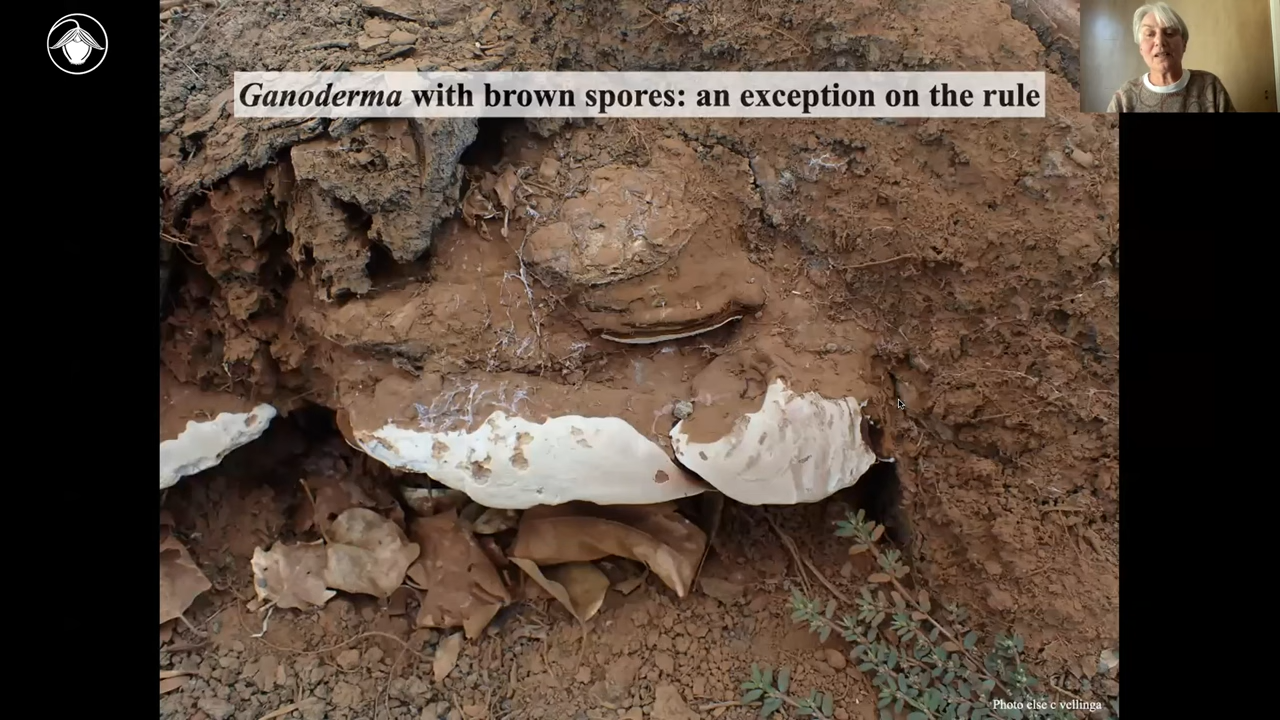 Ganoderma with brown spores: an exception on the rule
Photo else c vellinga